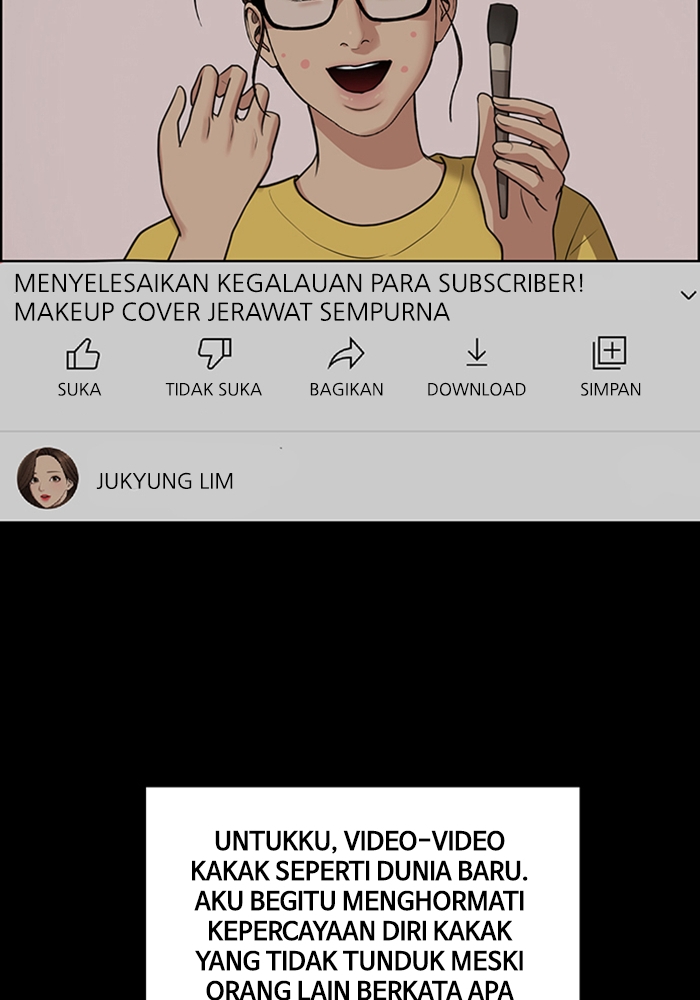 MENYELESAIKAN KEGALAUAN PARA SUBSCRIBER!
MAKEUP COVER JERAWAT SEMPURNA
SUKA
TIDAK SUKA
BAGIKAN
DOWNLOAD
SIMPAN
JUKYUNG LIM
UNTUKKU, VIDEO-VIDEO
KAKAK SEPERTI DUNIA BARU.
AKU BEGITU MENGHORMATI
KEPERCAYAAN DIRI KAKAK
YANG TIDAK TUNDUK MESKI
ORANG LAIN BERKATA APA